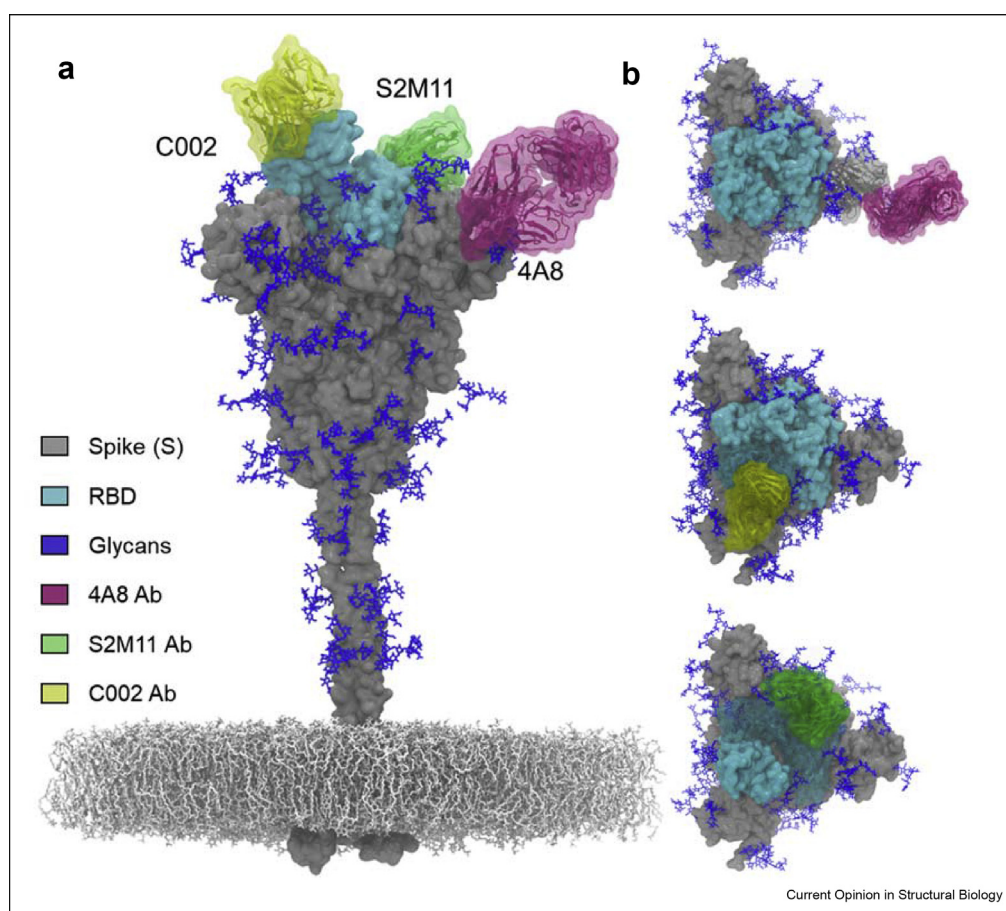 a
b
S2M11
C002
4A8
Spike (S)
RBD
Glycans
4A8 Ab
S2M11 Ab
C002 Ab
Current Opinion in Structural Biology